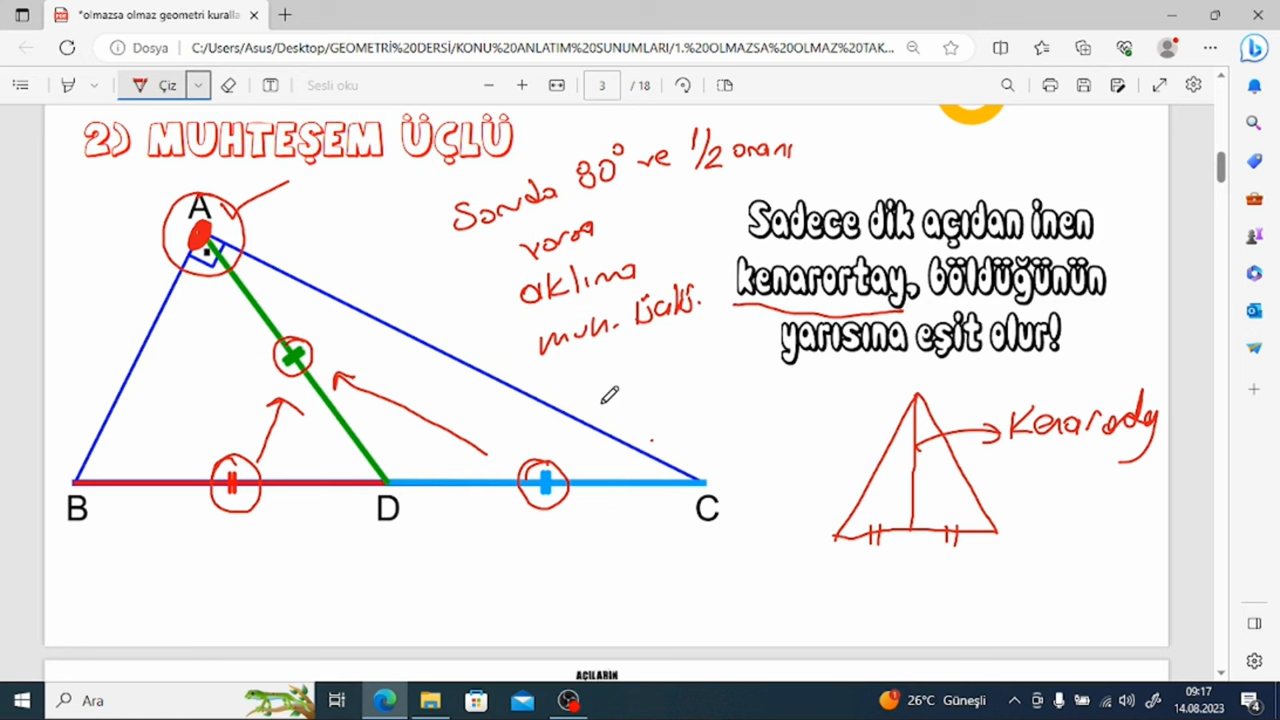 *olmazsa olmaz geometri kuralla
Dosya
C:/Users/Asus/Desktop/GEOMETRİ%20DERSİ/KONU%20ANLATIM%20SUNUMLARI/1.%20OLMAZSA%20OLMAZ%20TAK...
Çiz
Sesli oku
3 / 18
2) MUHTEŞEM ÜÇLÜ
Soruda 90° ve 1/2 oranı
varsa
aklıma
muh. üçlü.
Sadece dik açıdan inen
kenarortay, böldüğünün
yarısına eşit olur!
A
B
D
C
Kenarortay
AÇILARIN
Ara
26°C Güneşli
09:17
14.08.2023
4